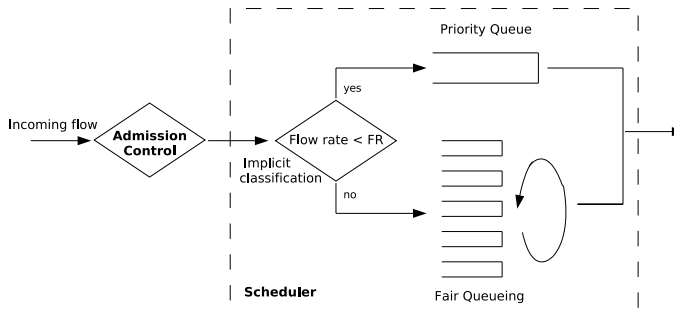 Priority Queue
yes
Incoming flow
Admission
Control
Flow rate < FR
Implicit
classification
no
Scheduler
Fair Queueing